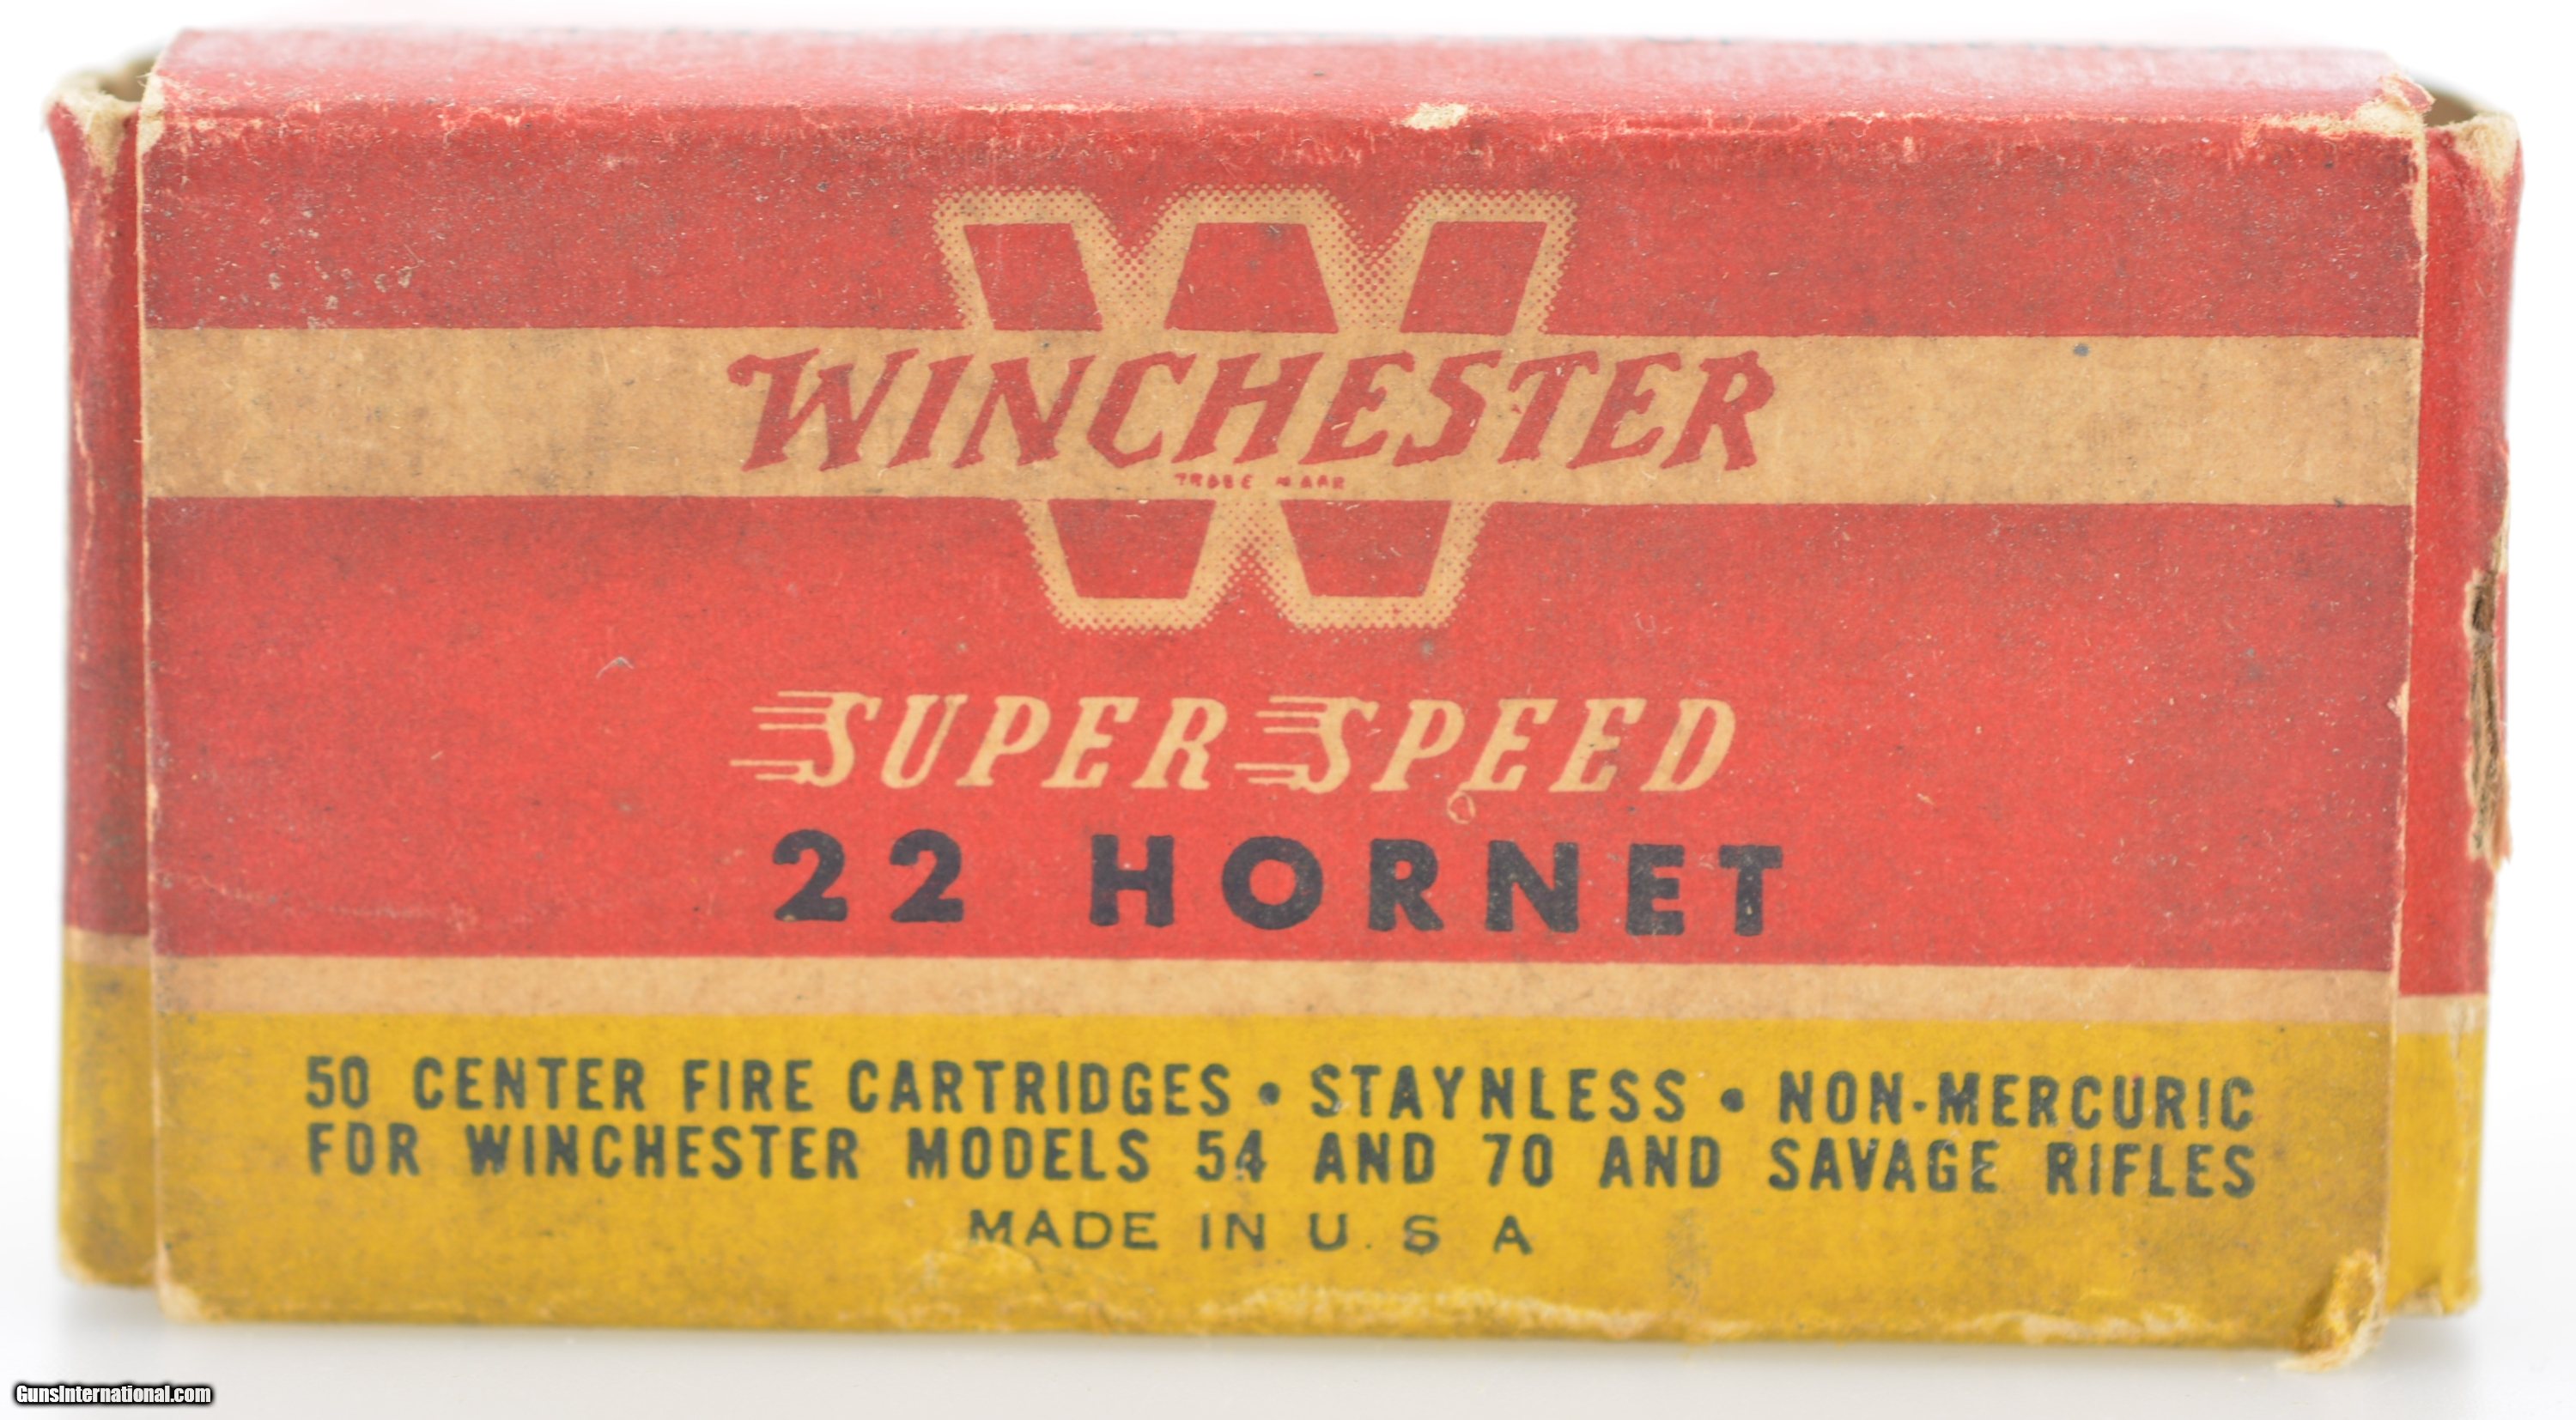 W
WINCHESTER
TRADE MARK
SUPER SPEED
22 HORNET
50 CENTER FIRE CARTRIDGES • STAYNLESS • NON-MERCURIC
FOR WINCHESTER MODELS 54 AND 70 AND SAVAGE RIFLES
MADE IN U. S A
GunsInternational.com